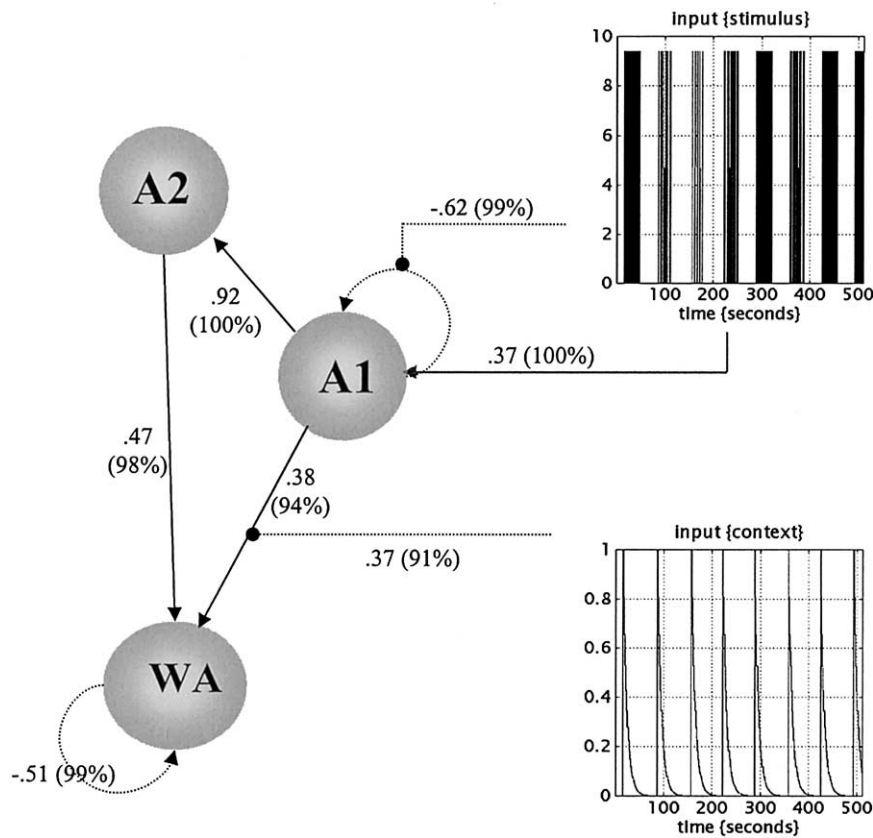 input {stimulus}
10
8
6
4
2
0
100 200 300 400 500
time {seconds}
A2
-.62 (99%)
.92
(100%)
A1
.37 (100%)
.47
(98%)
.38
(94%)
.37 (91%)
input {context}
1
0.8
0.6
0.4
0.2
0
100 200 300 400 500
time {seconds}
WA
-.51 (99%)